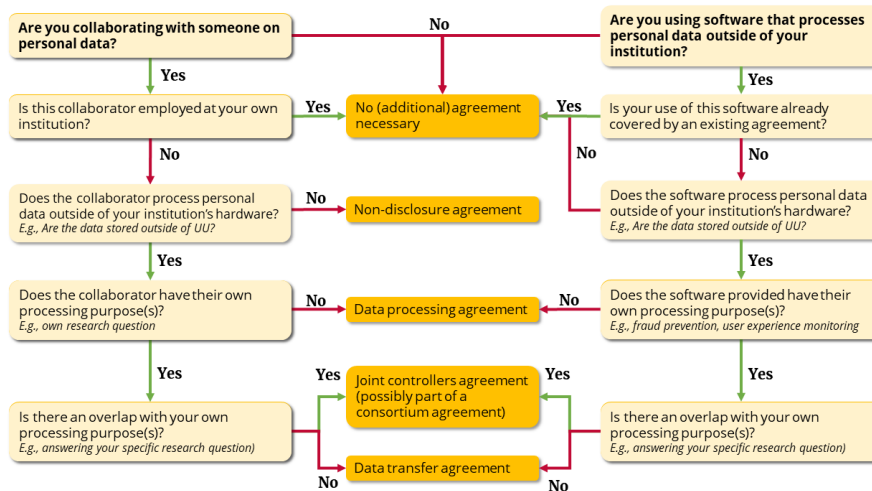 Are you collaborating with someone on
personal data?
No
Are you using software that processes
personal data outside of your
institution?
Yes
Yes
Is this collaborator employed at your own
institution?
Yes
No (additional) agreement
necessary
Yes
Is your use of this software already
covered by an existing agreement?
No
No
No
Does the collaborator process personal
data outside of your institution's hardware?
E.g., Are the data stored outside of UU?
No
Non-disclosure agreement
Does the software process personal data
outside of your institution's hardware?
E.g., Are the data stored outside of UU?
Yes
Yes
Does the collaborator have their own
processing purpose(s)?
E.g., own research question
No
Data processing agreement
No
Does the software provided have their
own processing purpose(s)?
E.g., fraud prevention, user experience monitoring
Yes
Yes
Yes
Joint controllers agreement
(possibly part of a
consortium agreement)
Yes
Is there an overlap with your own
processing purpose(s)?
E.g., answering your specific research question)
Is there an overlap with your own
processing purpose(s)?
E.g., answering your specific research question)
No
Data transfer agreement
No